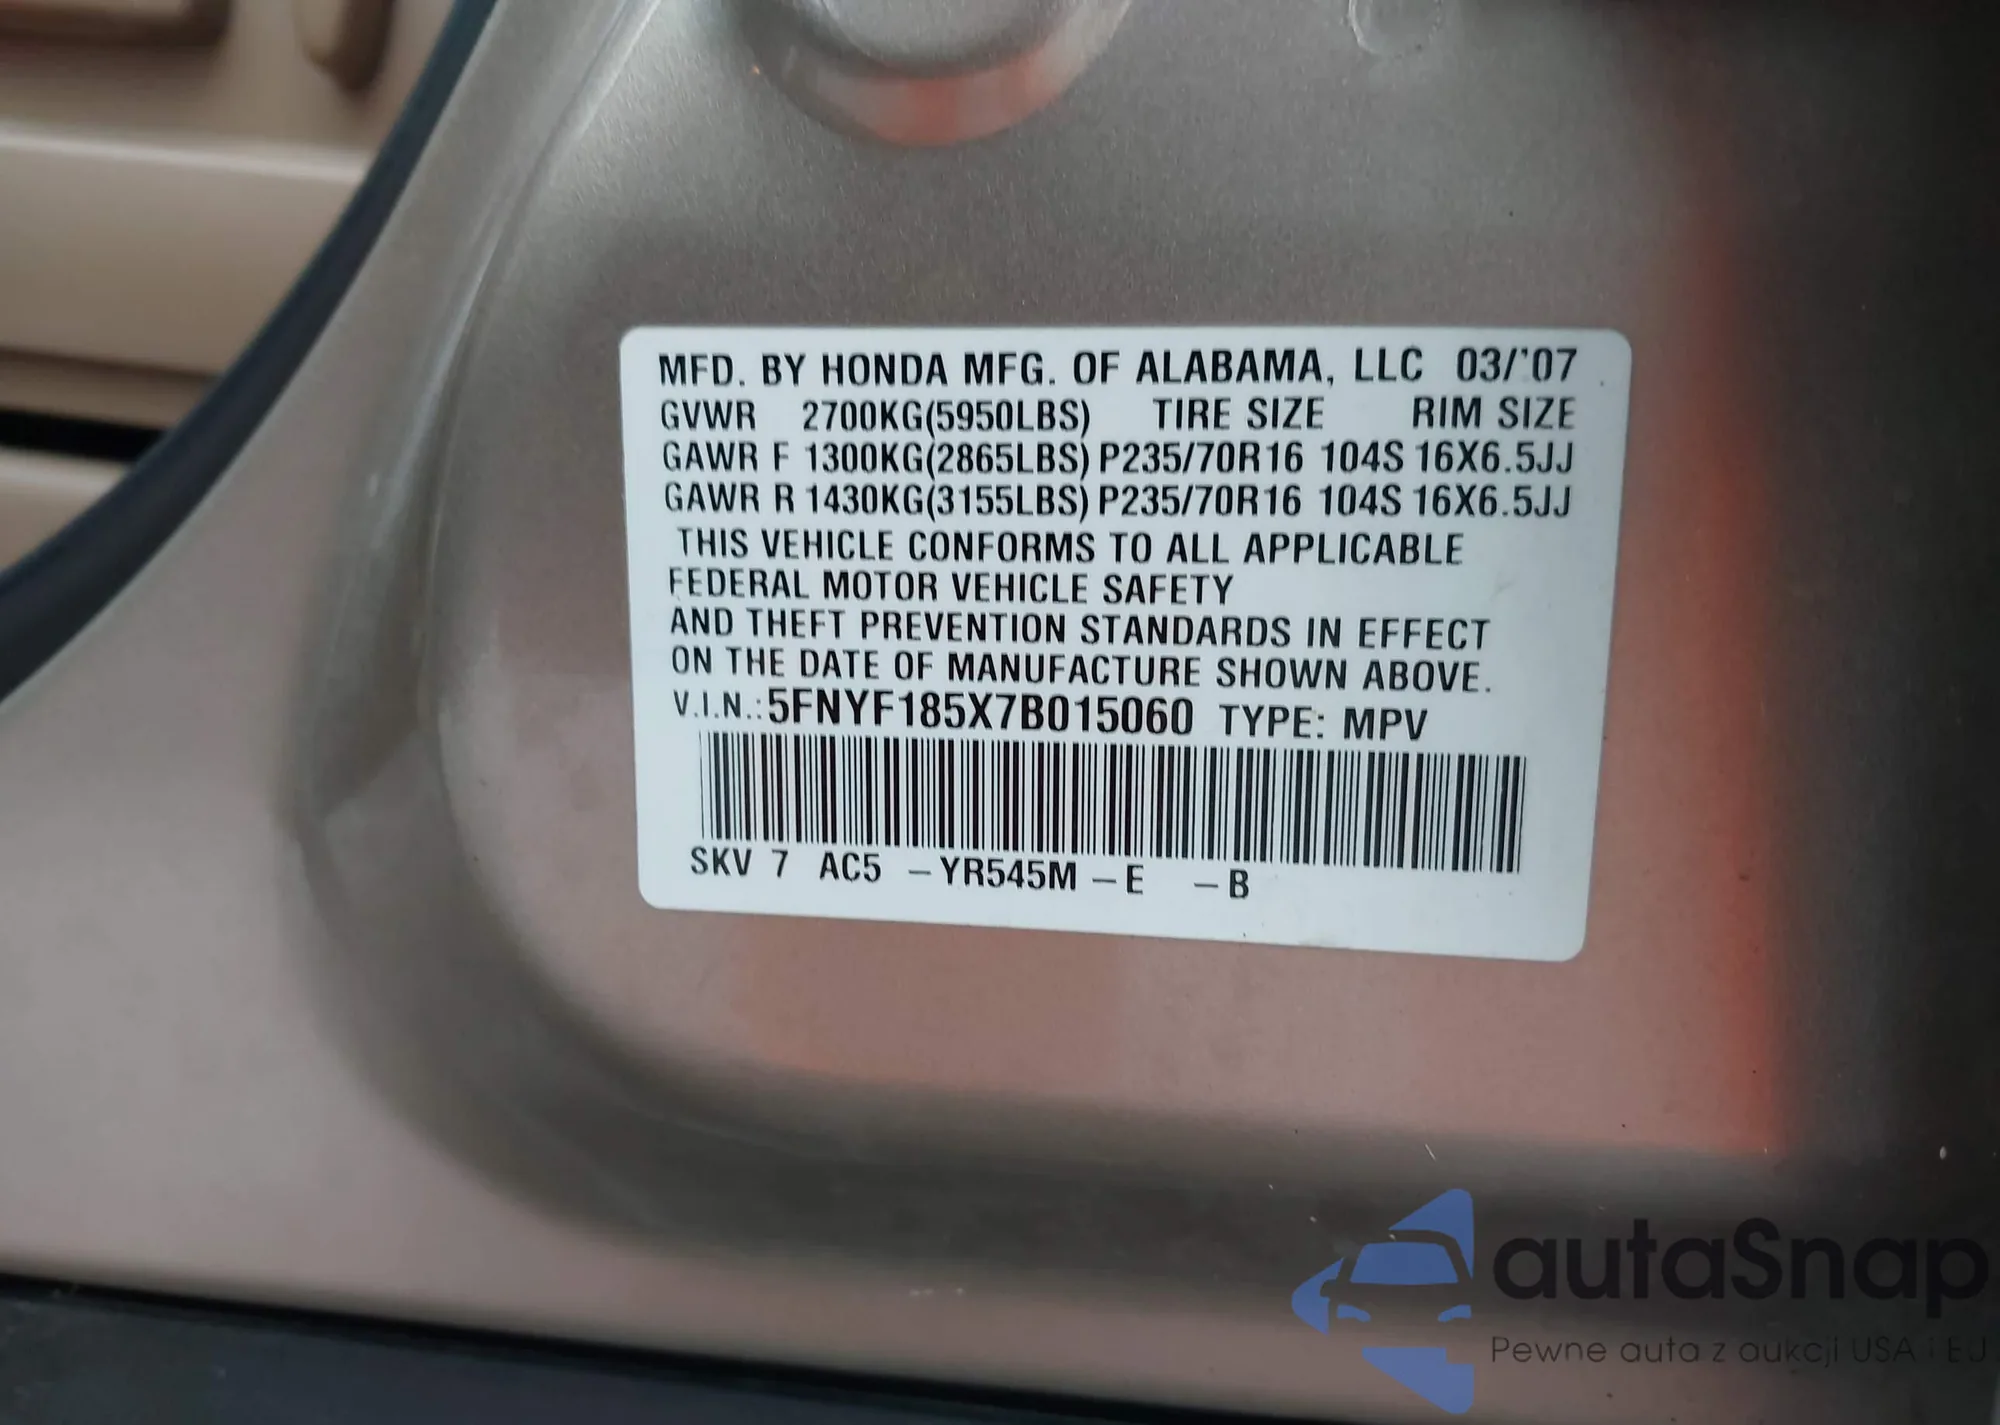 MFD. BY HONDA MFG. OF ALABAMA, LLC 03/'07
GVWR 2700KG(5950LBS) TIRE SIZE RIM SIZE
GAWR F 1300KG(2865LBS) P235/70R16 104S 16X6.5JJ
GAWR R 1430KG(3155LBS) P235/70R16 104S 16X6.5JJ
THIS VEHICLE CONFORMS TO ALL APPLICABLE
FEDERAL MOTOR VEHICLE SAFETY
AND THEFT PREVENTION STANDARDS IN EFFECT
ON THE DATE OF MANUFACTURE SHOWN ABOVE.
V.I.N.: 5FNYF185X7B015060 TYPE: MPV
SKV 7 AC5 – YR545M – E – B
autaSnap
Pewne auta z aukcji USA i EU